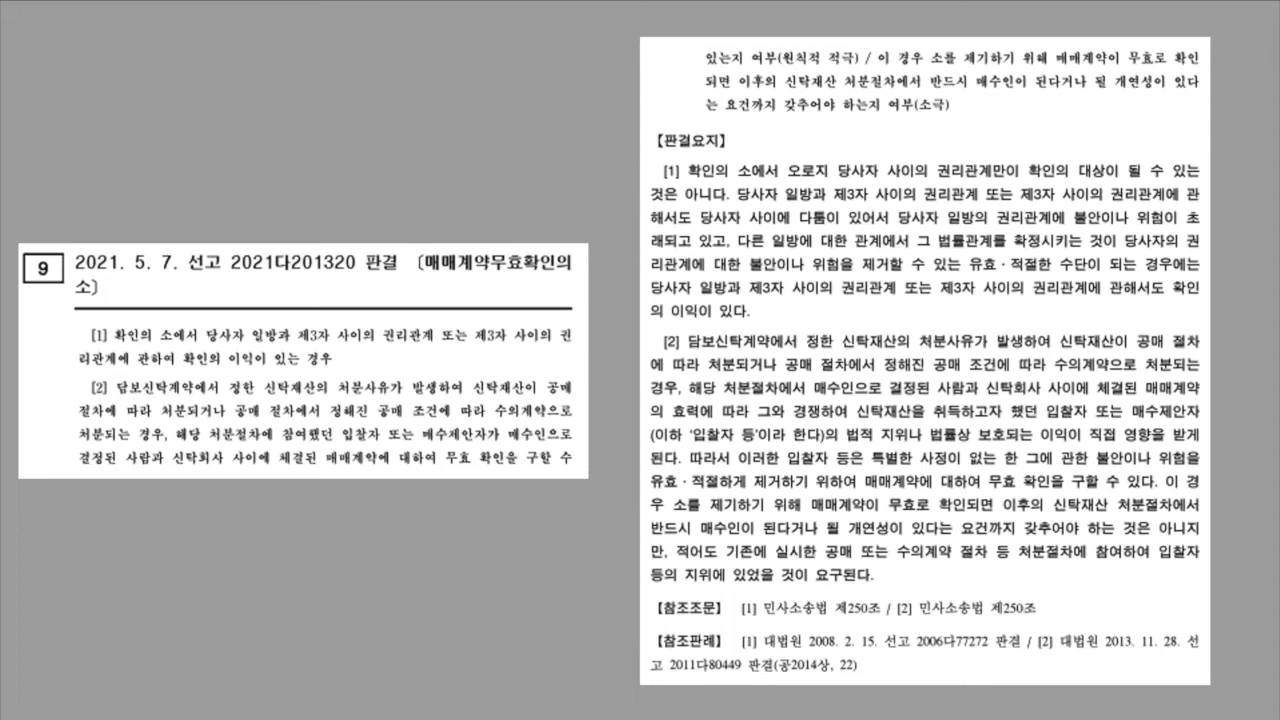 9
2021. 5. 7. 선고 2021다201320 판결 〔매매계약무효확인의
소〕
[1] 확인의 소에서 당사자 일방과 제3자 사이의 권리관계 또는 제3자 사이의 권
리관계에 관하여 확인의 이익이 있는 경우
[2] 담보신탁계약에서 정한 신탁재산의 처분사유가 발생하여 신탁재산이 공매
절차에 따라 처분되거나 공매 절차에서 정해진 공매 조건에 따라 수의계약으로
처분되는 경우, 해당 처분절차에 참여했던 입찰자 또는 매수제안자가 매수인으로
결정된 사람과 신탁회사 사이에 체결된 매매계약에 대하여 무효 확인을 구할 수
있는지 여부(원칙적 적극) / 이 경우 소를 제기하기 위해 매매계약이 무효로 확인
되면 이후의 신탁재산 처분절차에서 반드시 매수인이 된다거나 될 개연성이 있다
는 요건까지 갖추어야 하는지 여부(소극)
【판결요지】
[1] 확인의 소에서 오로지 당사자 사이의 권리관계만이 확인의 대상이 될 수 있는
것은 아니다. 당사자 일방과 제3자 사이의 권리관계 또는 제3자 사이의 권리관계에 관
해서도 당사자 사이에 다툼이 있어서 당사자 일방의 권리관계에 불안이나 위험이 초
래되고 있고, 다른 일방에 대한 관계에서 그 법률관계를 확정시키는 것이 당사자의 권
리관계에 대한 불안이나 위험을 제거할 수 있는 유효·적절한 수단이 되는 경우에는
당사자 일방과 제3자 사이의 권리관계 또는 제3자 사이의 권리관계에 관해서도 확인
의 이익이 있다.
[2] 담보신탁계약에서 정한 신탁재산의 처분사유가 발생하여 신탁재산이 공매 절차
에 따라 처분되거나 공매 절차에서 정해진 공매 조건에 따라 수의계약으로 처분되는
경우, 해당 처분절차에서 매수인으로 결정된 사람과 신탁회사 사이에 체결된 매매계약
의 효력에 따라 그와 경쟁하여 신탁재산을 취득하고자 했던 입찰자 또는 매수제안자
(이하 ‘입찰자 등’이라 한다)의 법적 지위나 법률상 보호되는 이익이 직접 영향을 받게
된다. 따라서 이러한 입찰자 등은 특별한 사정이 없는 한 그에 관한 불안이나 위험을
유효·적절하게 제거하기 위하여 매매계약에 대하여 무효 확인을 구할 수 있다. 이 경
우 소를 제기하기 위해 매매계약이 무효로 확인되면 이후의 신탁재산 처분절차에서
반드시 매수인이 된다거나 될 개연성이 있다는 요건까지 갖추어야 하는 것은 아니지
만, 적어도 기존에 실시한 공매 또는 수의계약 절차 등 처분절차에 참여하여 입찰자
등의 지위에 있었을 것이 요구된다.
【참조조문】 [1] 민사소송법 제250조 / [2] 민사소송법 제250조
【참조판례】 [1] 대법원 2008. 2. 15. 선고 2006다77272 판결 / [2] 대법원 2013. 11. 28. 선
고 2011다80449 판결(공2014상, 22)